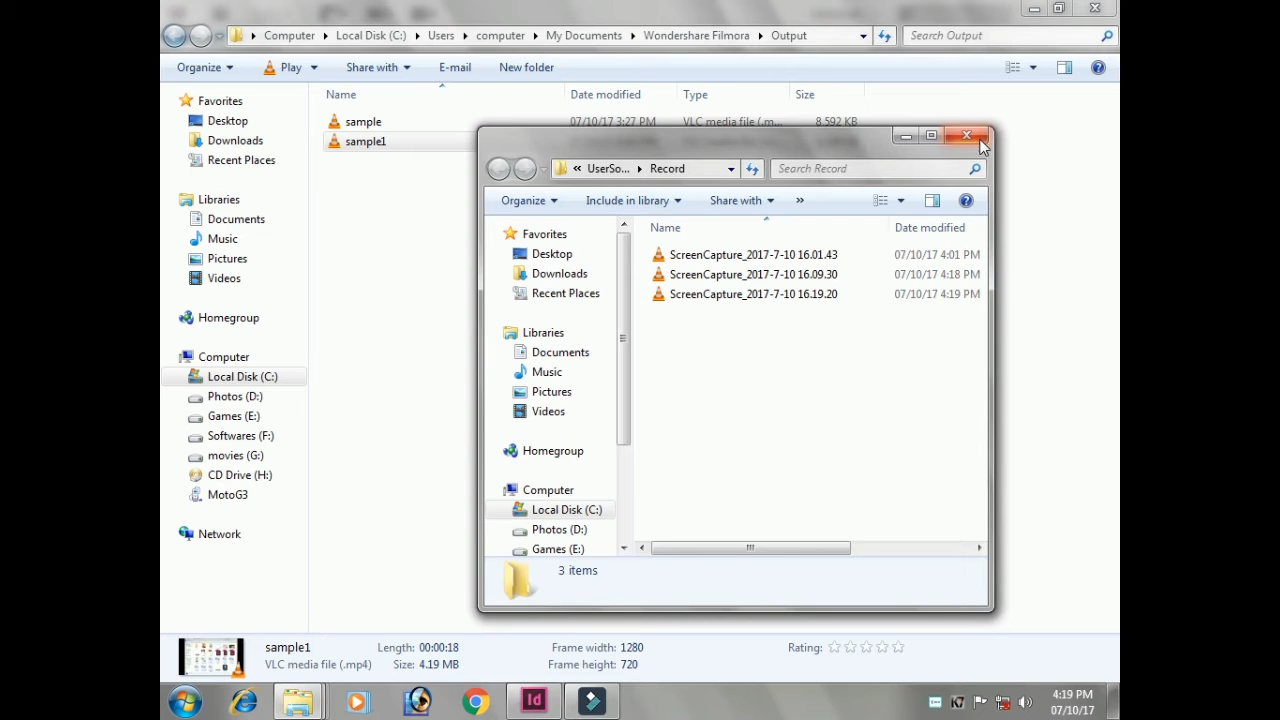 Computer Local Disk (C:) Users computer My Documents Wondershare Filmora Output Search Output
Organize Play Share with E-mail New folder
Name Date modified Type Size
sample 07/10/17 3:27 PM VLC media file (.m... 8,592 KB
sample1
Favorites
Desktop
Downloads
Recent Places
Libraries
Documents
Music
Pictures
Videos
Homegroup
Computer
Local Disk (C:)
Photos (D:)
Games (E:)
Softwares (F:)
movies (G:)
CD Drive (H:)
MotoG3
Network
« UserSo... Record Search Record
Organize Include in library Share with »
Name Date modified
ScreenCapture_2017-7-10 16.01.43 07/10/17 4:01 PM
ScreenCapture_2017-7-10 16.09.30 07/10/17 4:18 PM
ScreenCapture_2017-7-10 16.19.20 07/10/17 4:19 PM
Favorites
Desktop
Downloads
Recent Places
Libraries
Documents
Music
Pictures
Videos
Homegroup
Computer
Local Disk (C:)
Photos (D:)
Games (E:)
3 items
sample1 Length: 00:00:18 Frame width: 1280 Rating:
VLC media file (.mp4) Size: 4.19 MB Frame height: 720
Id
4:19 PM
07/10/17